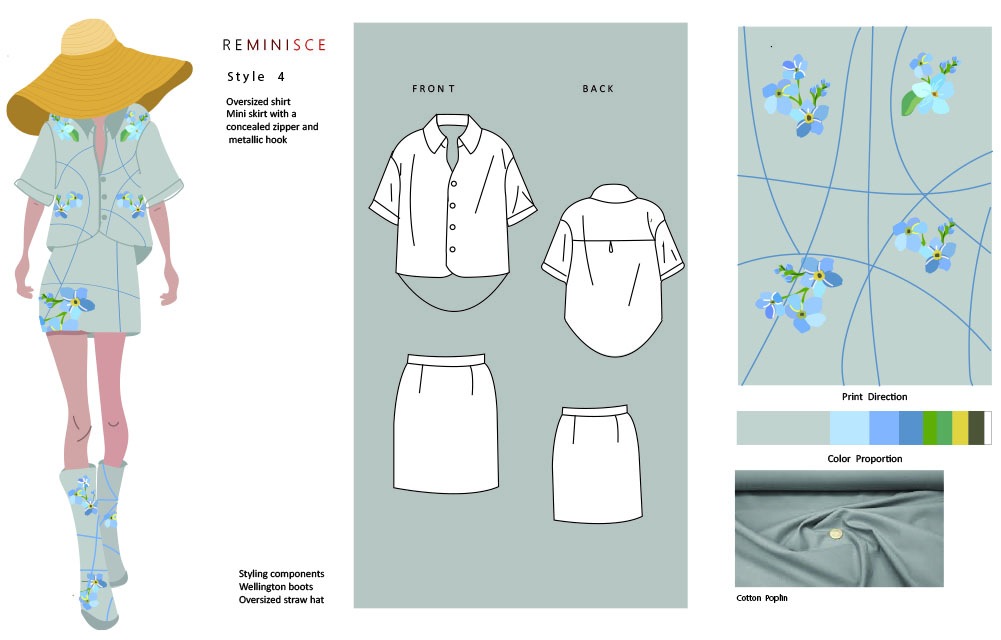 REMINISCE
Style 4
Oversized shirt
Mini skirt with a
concealed zipper and
metallic hook
FRONT
BACK
Print Direction
Color Proportion
Cotton Poplin
Styling components
Wellington boots
Oversized straw hat